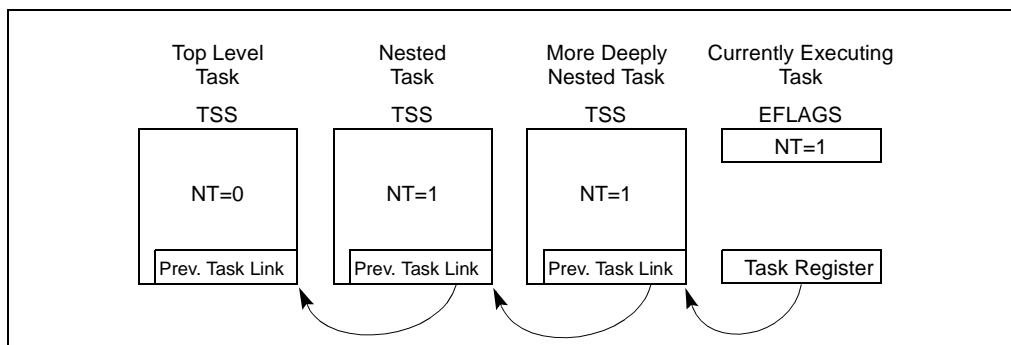 Top Level
Task
Nested
Task
More Deeply
Nested Task
Currently Executing
Task
TSS
TSS
TSS
EFLAGS
NT=1
NT=0
NT=1
NT=1
Prev. Task Link
Prev. Task Link
Prev. Task Link
Task Register